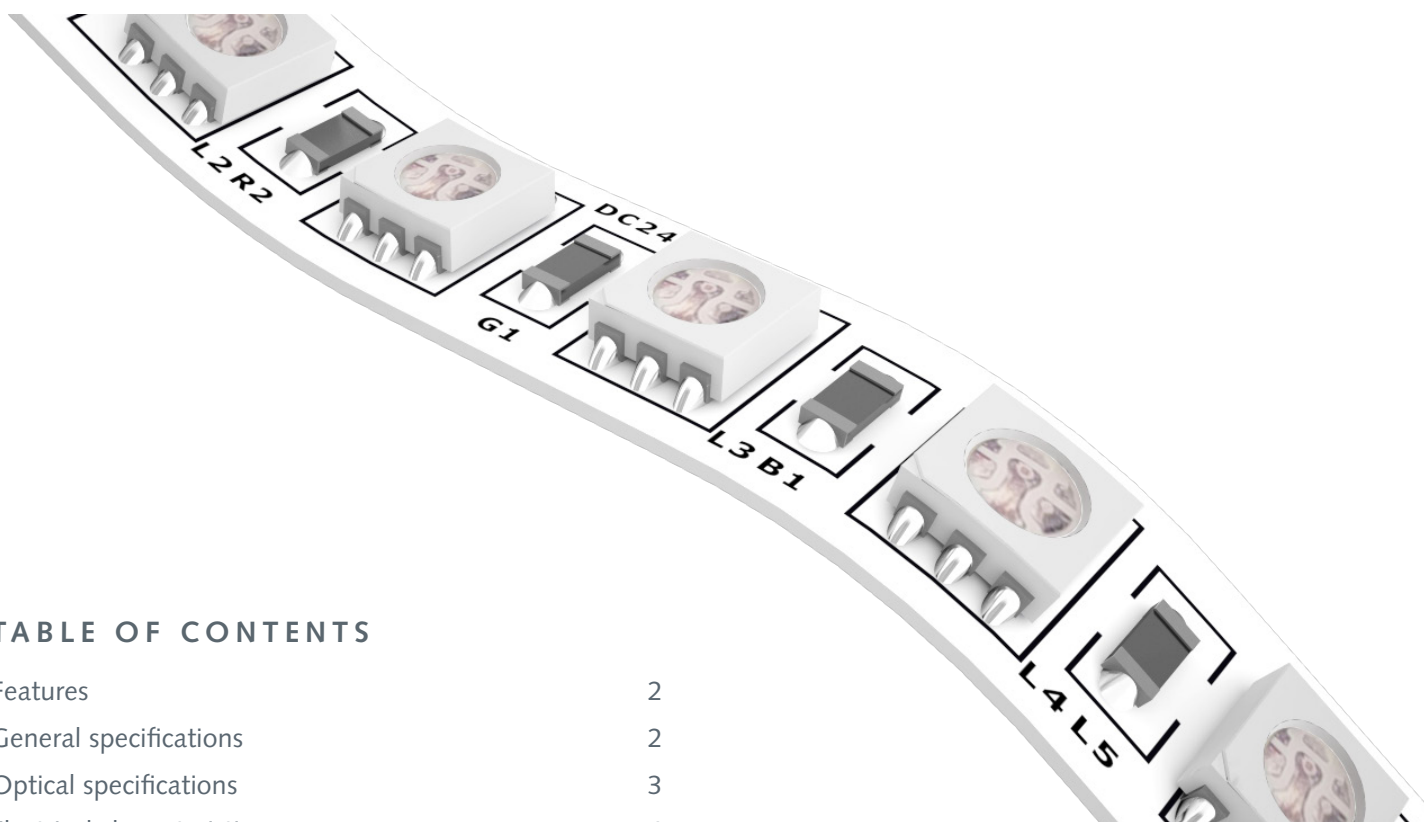 L2 R2
DC24
G1
L3 B1
L4 L5
TABLE OF CONTENTS
Features 2
General specifications 2
Optical specifications 3